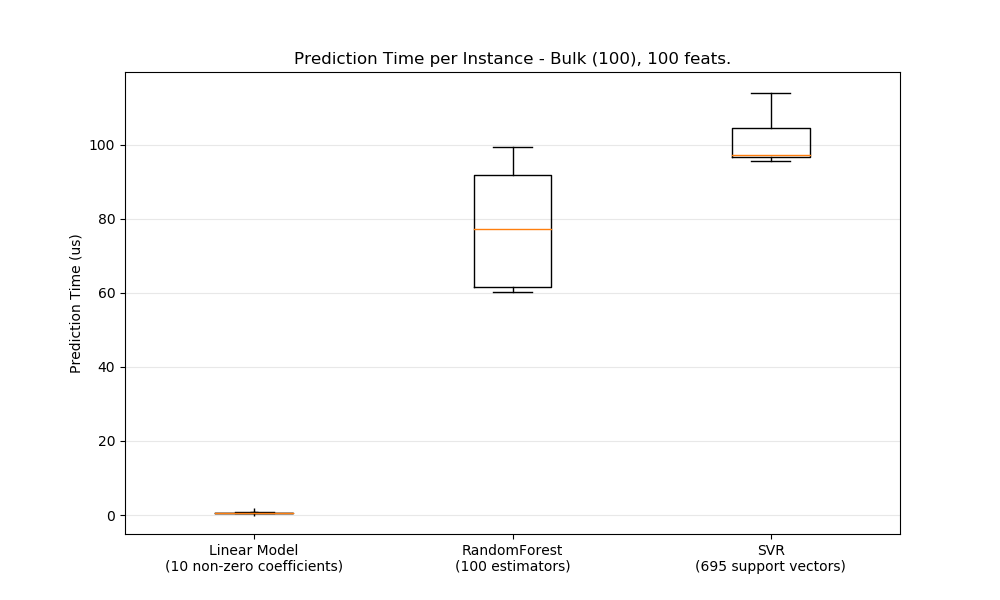 Prediction Time per Instance - Bulk (100), 100 feats.
Prediction Time (us)
100
80
60
40
20
0
Linear Model
(10 non-zero coefficients)
RandomForest
(100 estimators)
SVR
(695 support vectors)